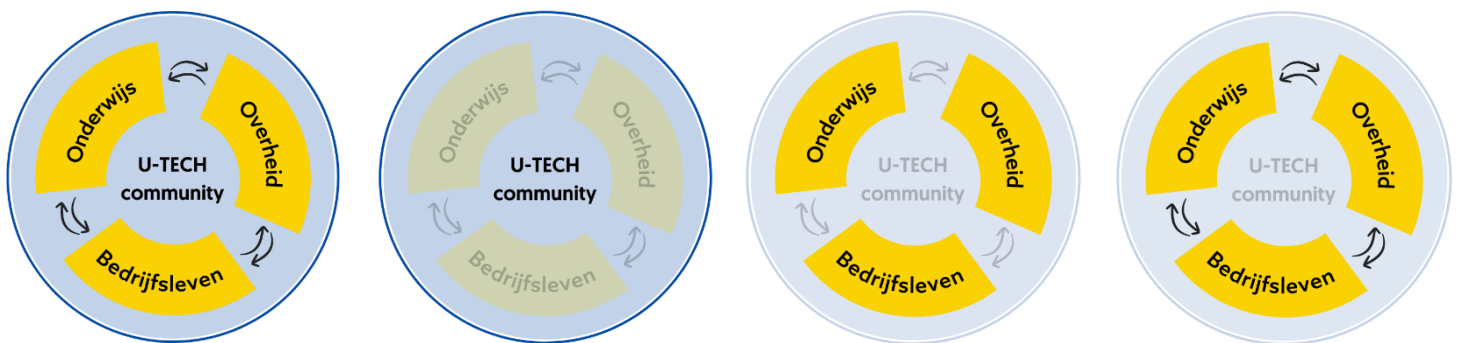 Onderwijs
Overheid
U-TECH
community
Bedrijfsleven
Onderwijs
Overheid
U-TECH
community
Bedrijfsleven
Onderwijs
Overheid
U-TECH
community
Bedrijfsleven
Onderwijs
Overheid
U-TECH
community
Bedrijfsleven